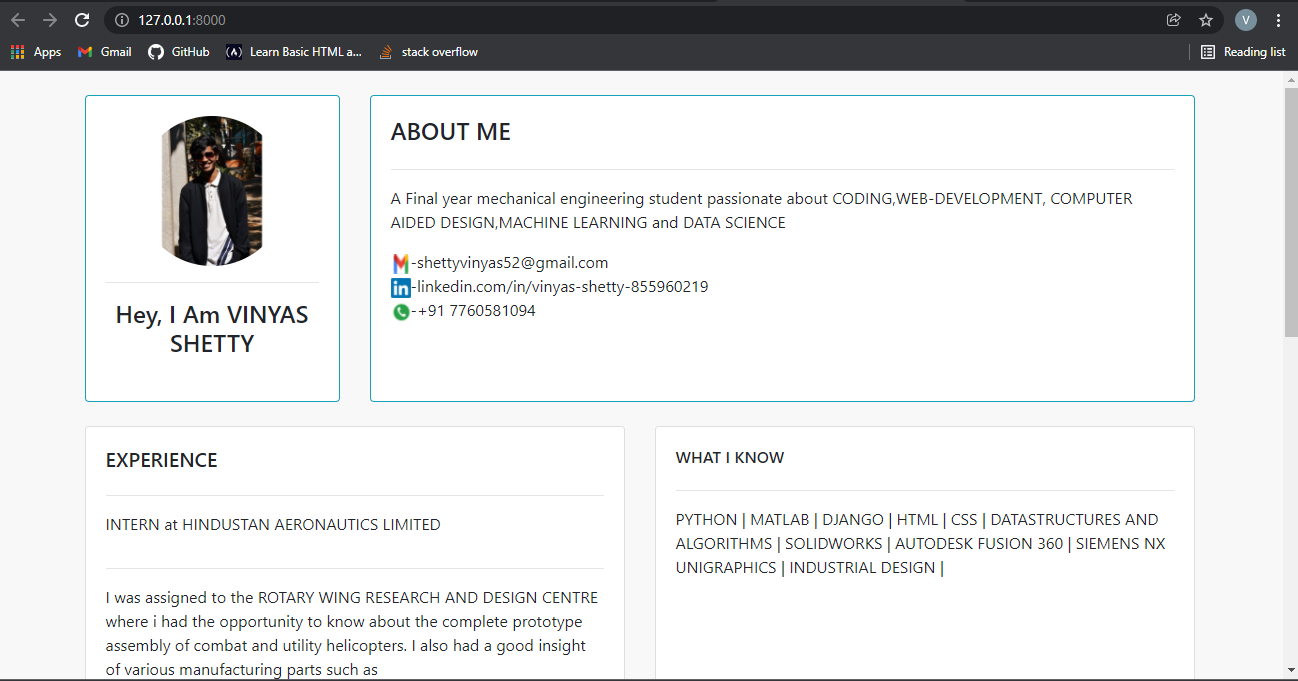 127.0.0.1:8000
V
Apps
Gmail
GitHub
Learn Basic HTML a...
stack overflow
Reading list
Hey, I Am VINYAS
SHETTY
ABOUT ME
A Final year mechanical engineering student passionate about CODING,WEB-DEVELOPMENT, COMPUTER
AIDED DESIGN,MACHINE LEARNING and DATA SCIENCE
-shettyvinyas52@gmail.com
in-linkedin.com/in/vinyas-shetty-855960219
-+91 7760581094
EXPERIENCE
INTERN at HINDUSTAN AERONAUTICS LIMITED
I was assigned to the ROTARY WING RESEARCH AND DESIGN CENTRE
where i had the opportunity to know about the complete prototype
assembly of combat and utility helicopters. I also had a good insight
of various manufacturing parts such as
WHAT I KNOW
PYTHON | MATLAB | DJANGO | HTML | CSS | DATASTRUCTURES AND
ALGORITHMS | SOLIDWORKS | AUTODESK FUSION 360 | SIEMENS NX
UNIGRAPHICS | INDUSTRIAL DESIGN |